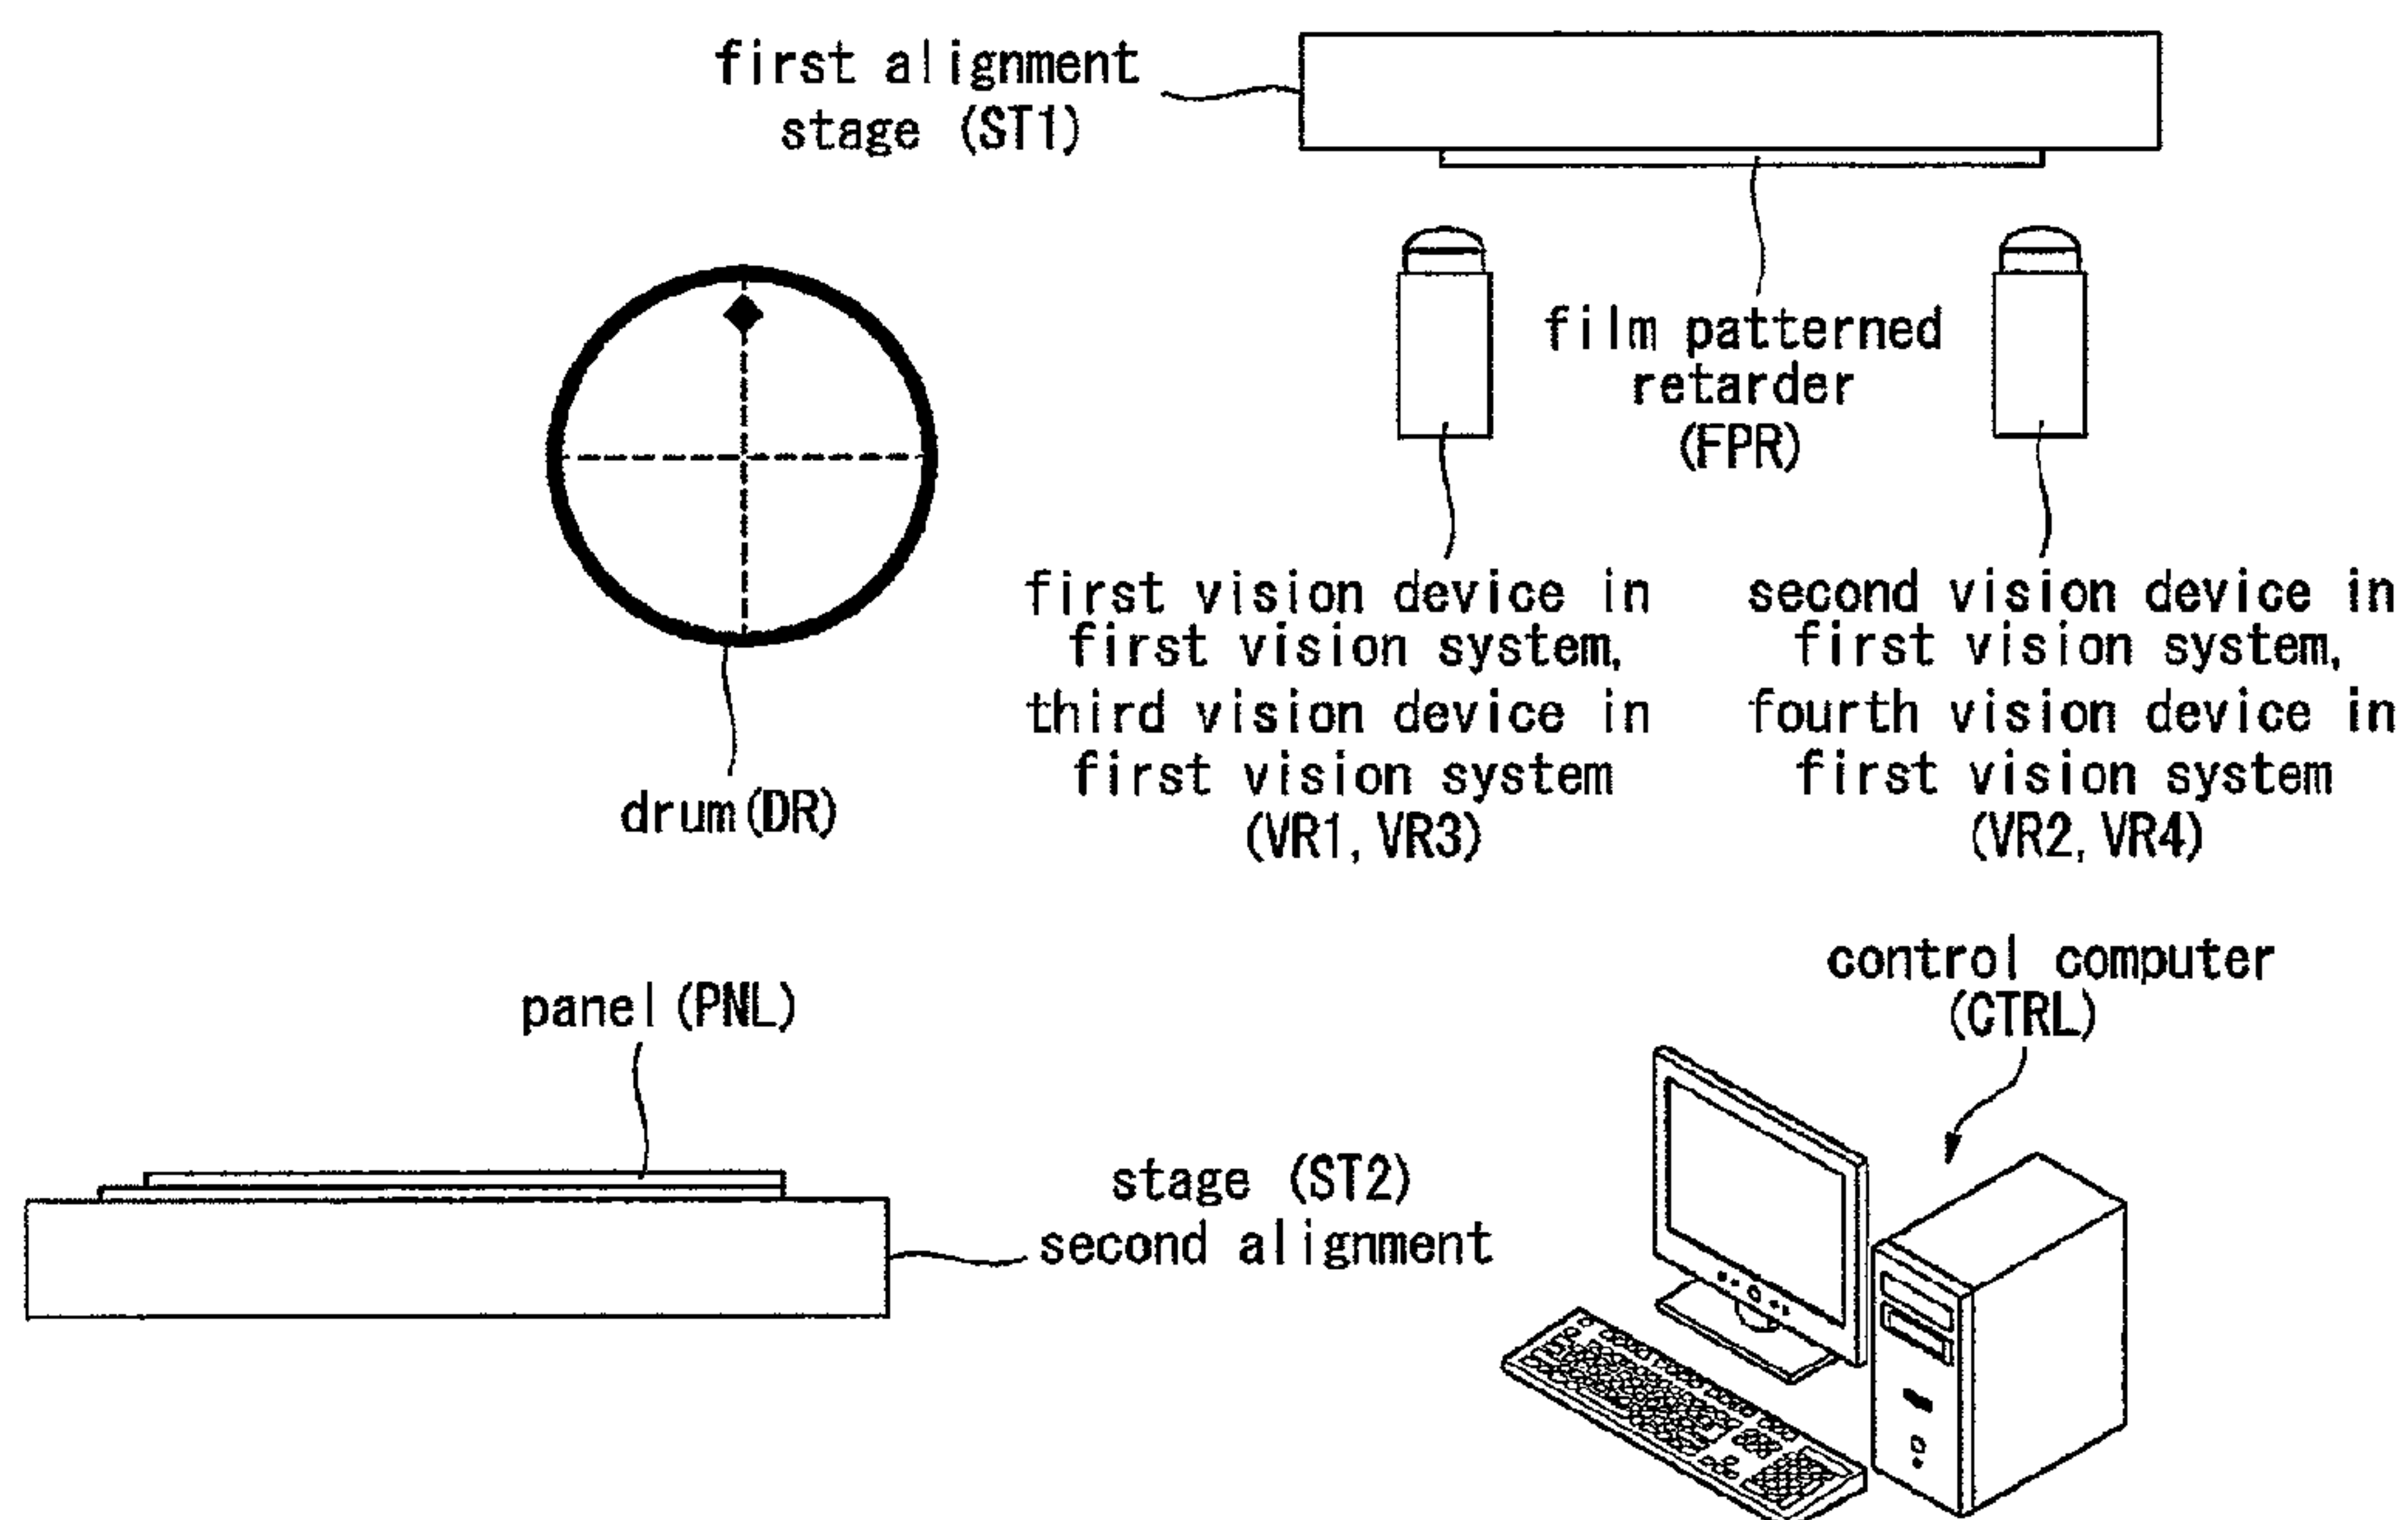 first alignment
stage (ST1)
film patterned
retarder
(FPR)
first vision device in
first vision system,
third vision device in
first vision system
(VR1, VR3)
second vision device in
first vision system,
fourth vision device in
first vision system
(VR2, VR4)
drum(DR)
panel(PNL)
control computer
(CTRL)
stage (ST2)
second alignment